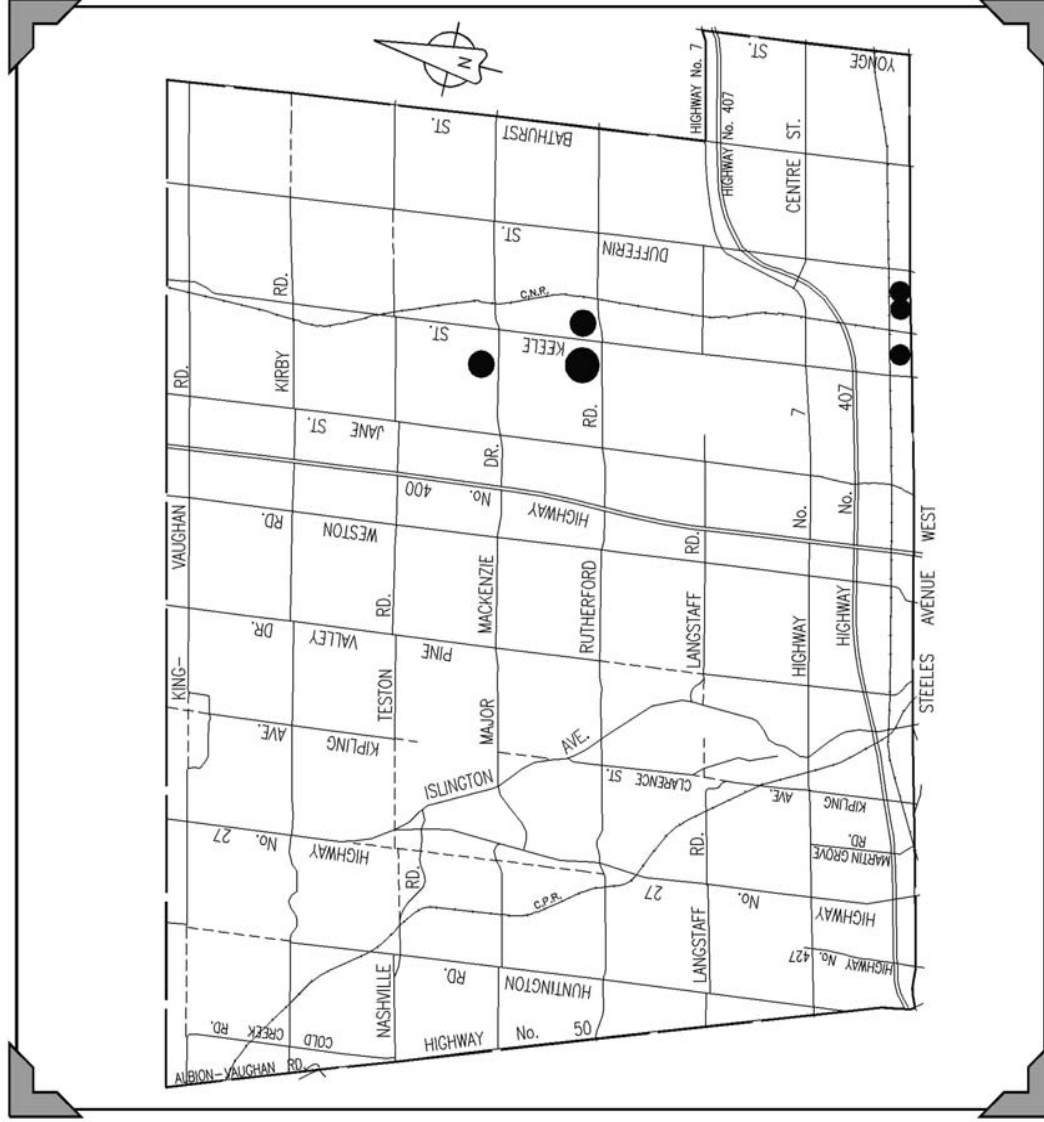 N
HIGHWAY No. 7
HIGHWAY No. 407
YONGE
ST.
BATHURST
ST.
CENTRE ST.
DUFFERIN
ST.
C.N.R.
KEELE
ST.
JANE ST.
HIGHWAY
No. 400
WESTON
RD.
PINE
VALLEY
DR.
KIPLING
AVE.
ISLINGTON
AVE.
CLARENCE ST.
KIPLING
AVE.
MARTIN GROVE
RD.
HIGHWAY
No. 27
No. 27
HIGHWAY
HIGHWAY No. 427
C.P.R.
HUNTINGTON
RD.
HIGHWAY No. 50
COLD CREEK RD.
ALBION-VAUGHAN RD.
KING-
VAUGHAN
RD.
KIRBY
RD.
TESTON
RD.
NASHVILLE
RD.
MAJOR
MACKENZIE
DR.
RUTHERFORD
RD.
LANGSTAFF
RD.
LANGSTAFF
RD.
HIGHWAY
No. 7
HIGHWAY
No. 407
STEELES AVENUE WEST